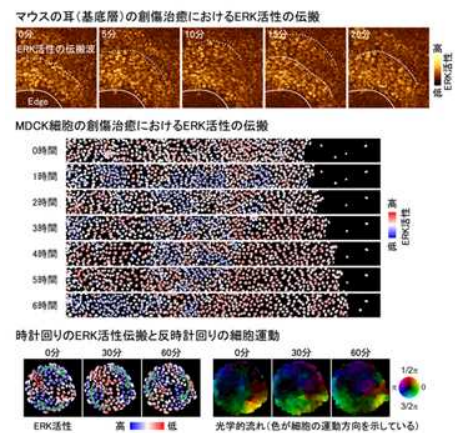 マウスの耳(基底層)の創傷治癒におけるERK活性の伝搬
0分
5分
10分
15分
20分
ERK活性の伝搬波
Edge
高
ERK活性
低
MDCK細胞の創傷治癒におけるERK活性の伝搬
0時間
1時間
2時間
3時間
4時間
5時間
6時間
高
ERK活性
低
時計回りのERK活性伝搬と反時計回りの細胞運動
0分
30分
60分
0分
30分
60分
1/2π
π
0
3/2π
ERK活性
高
低
光学的流れ(色が細胞の運動方向を示している)